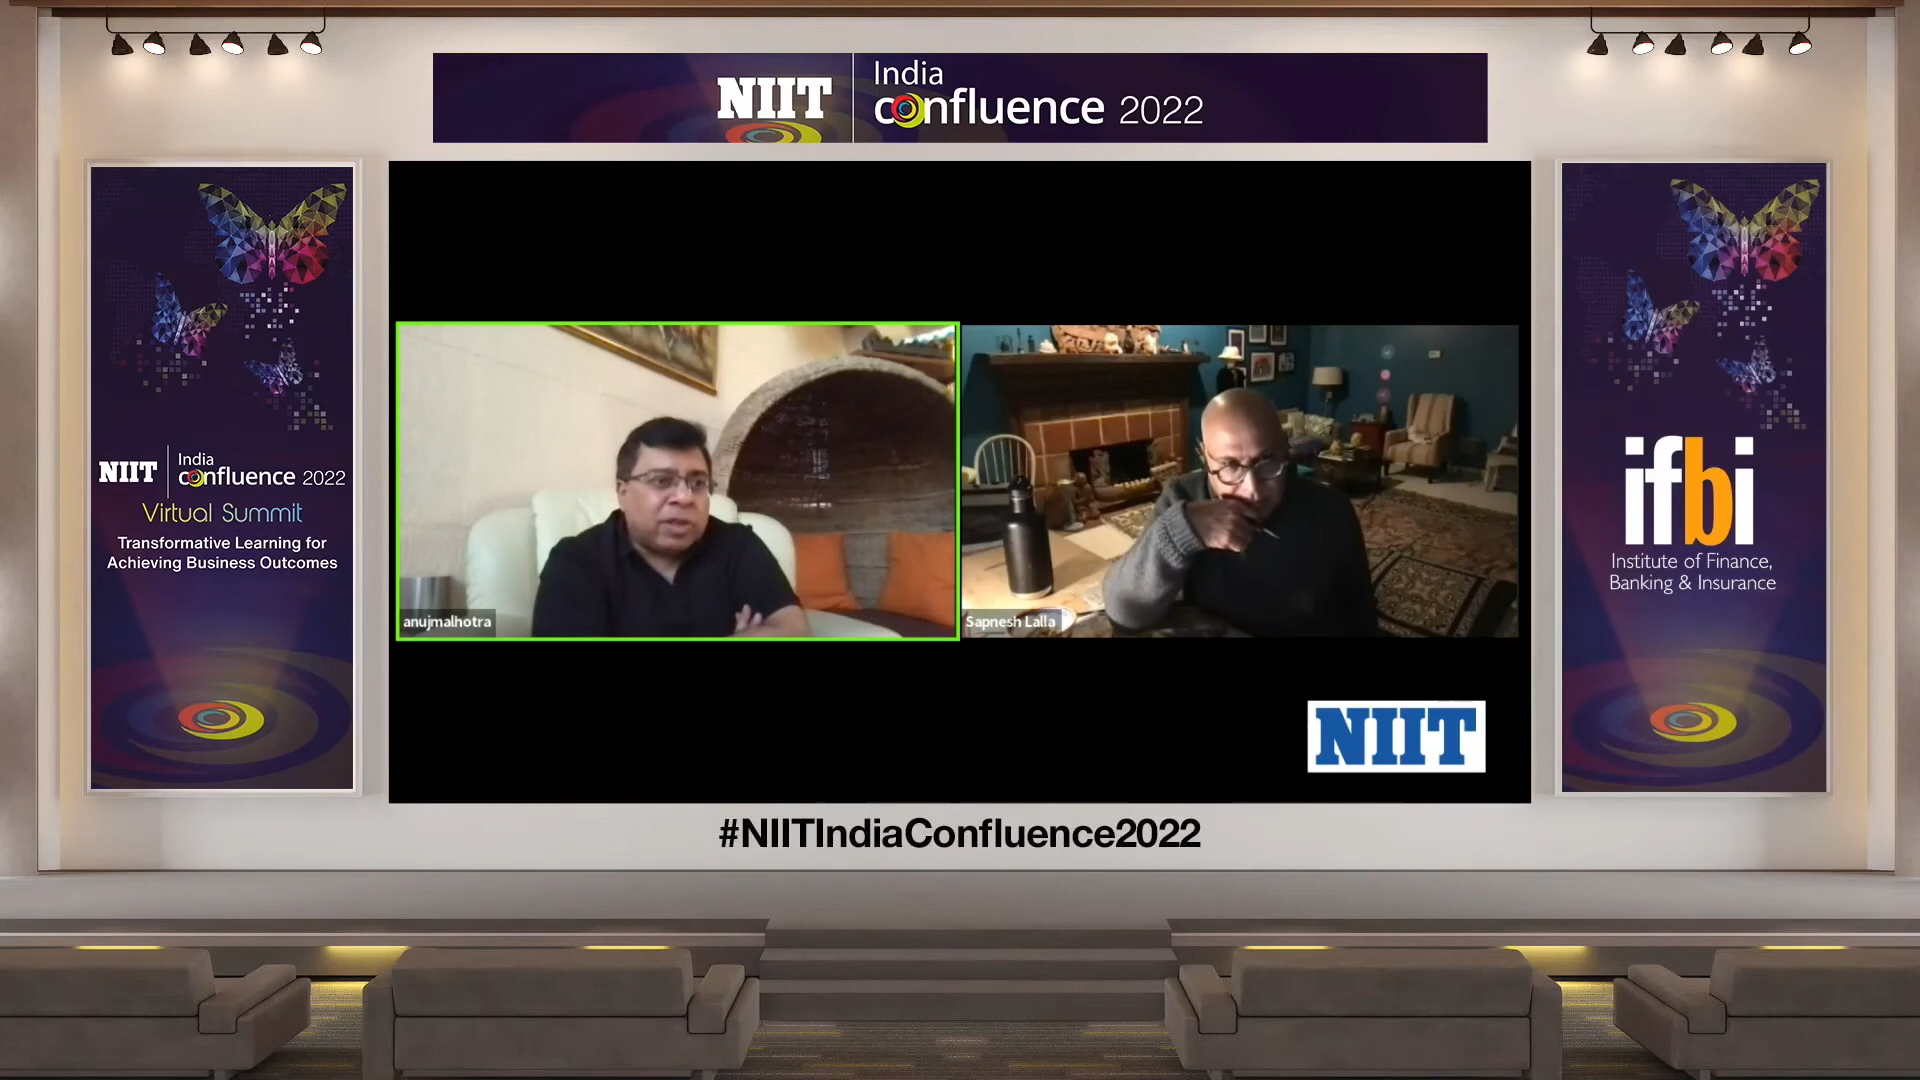 NIIT
India
confluence 2022
NIIT
India
confluence 2022
Virtual Summit
Transformative Learning for
Achieving Business Outcomes
anujmalhotra
Sapnesh Lalla
NIIT
ifbi
Institute of Finance,
Banking & Insurance
#NIITIndiaConfluence2022